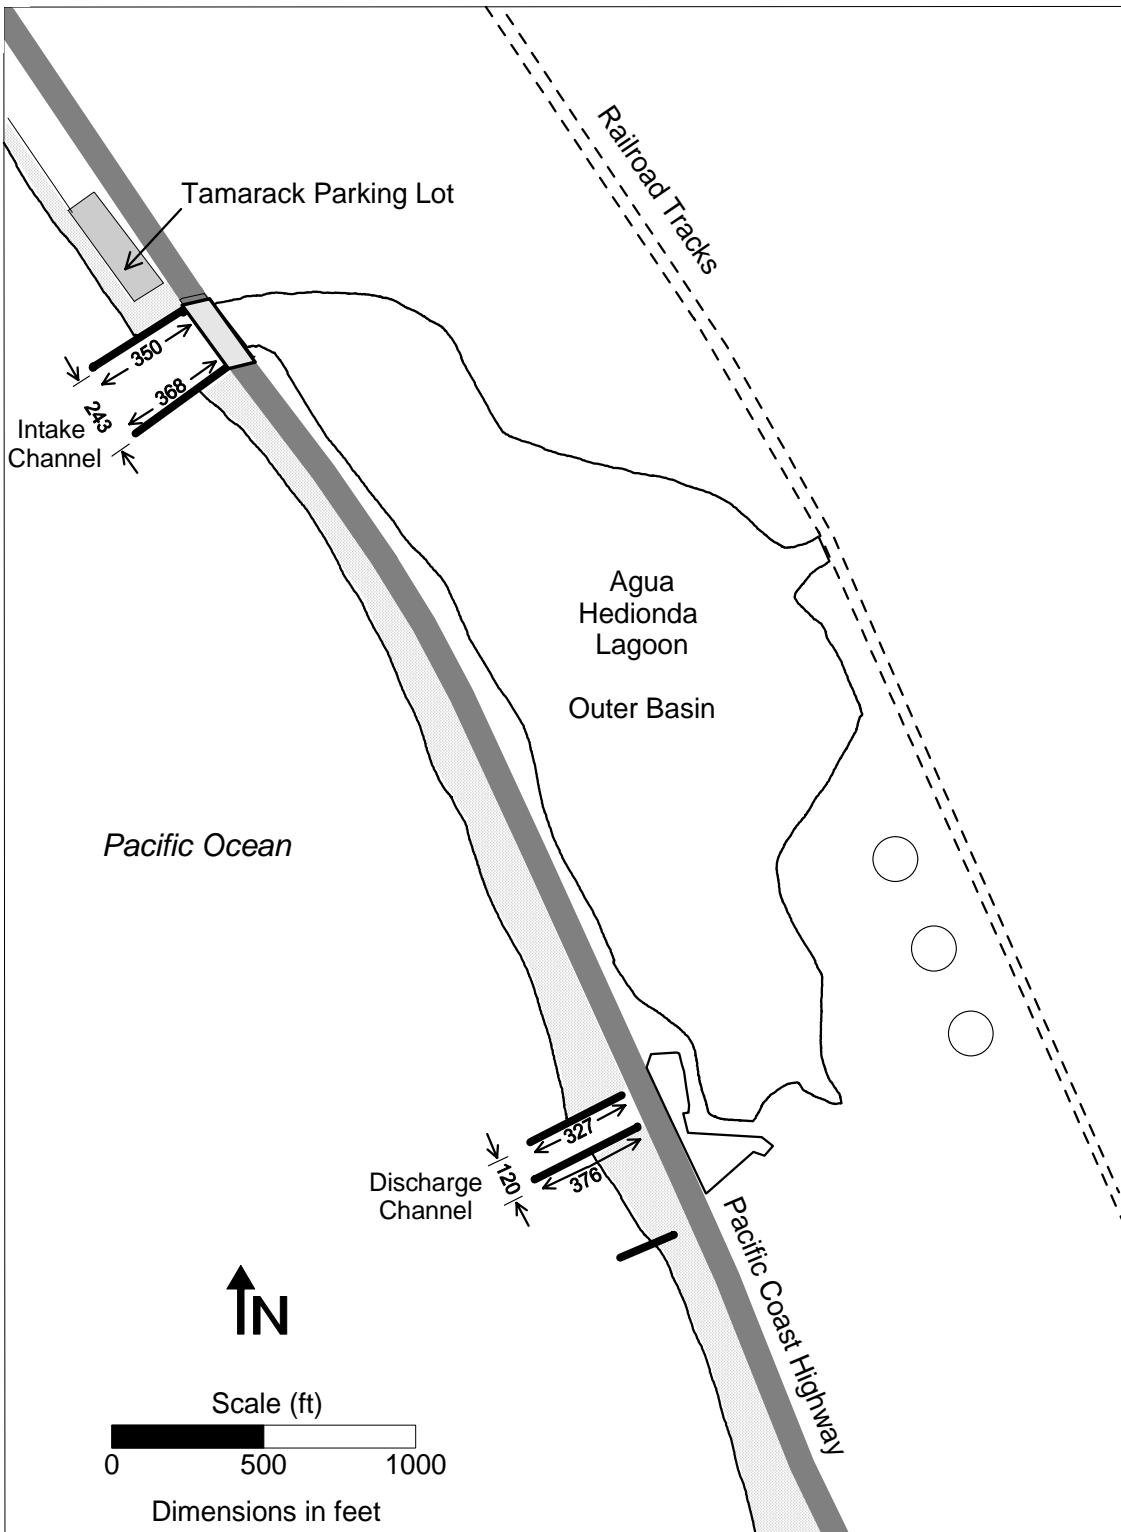 Railroad Tracks
Tamarack Parking Lot
350
368
243
Intake
Channel
Agua
Hedionda
Lagoon
Outer Basin
Pacific Ocean
327
376
120
Discharge
Channel
Pacific Coast Highway
N
Scale (ft)
0 500 1000
Dimensions in feet